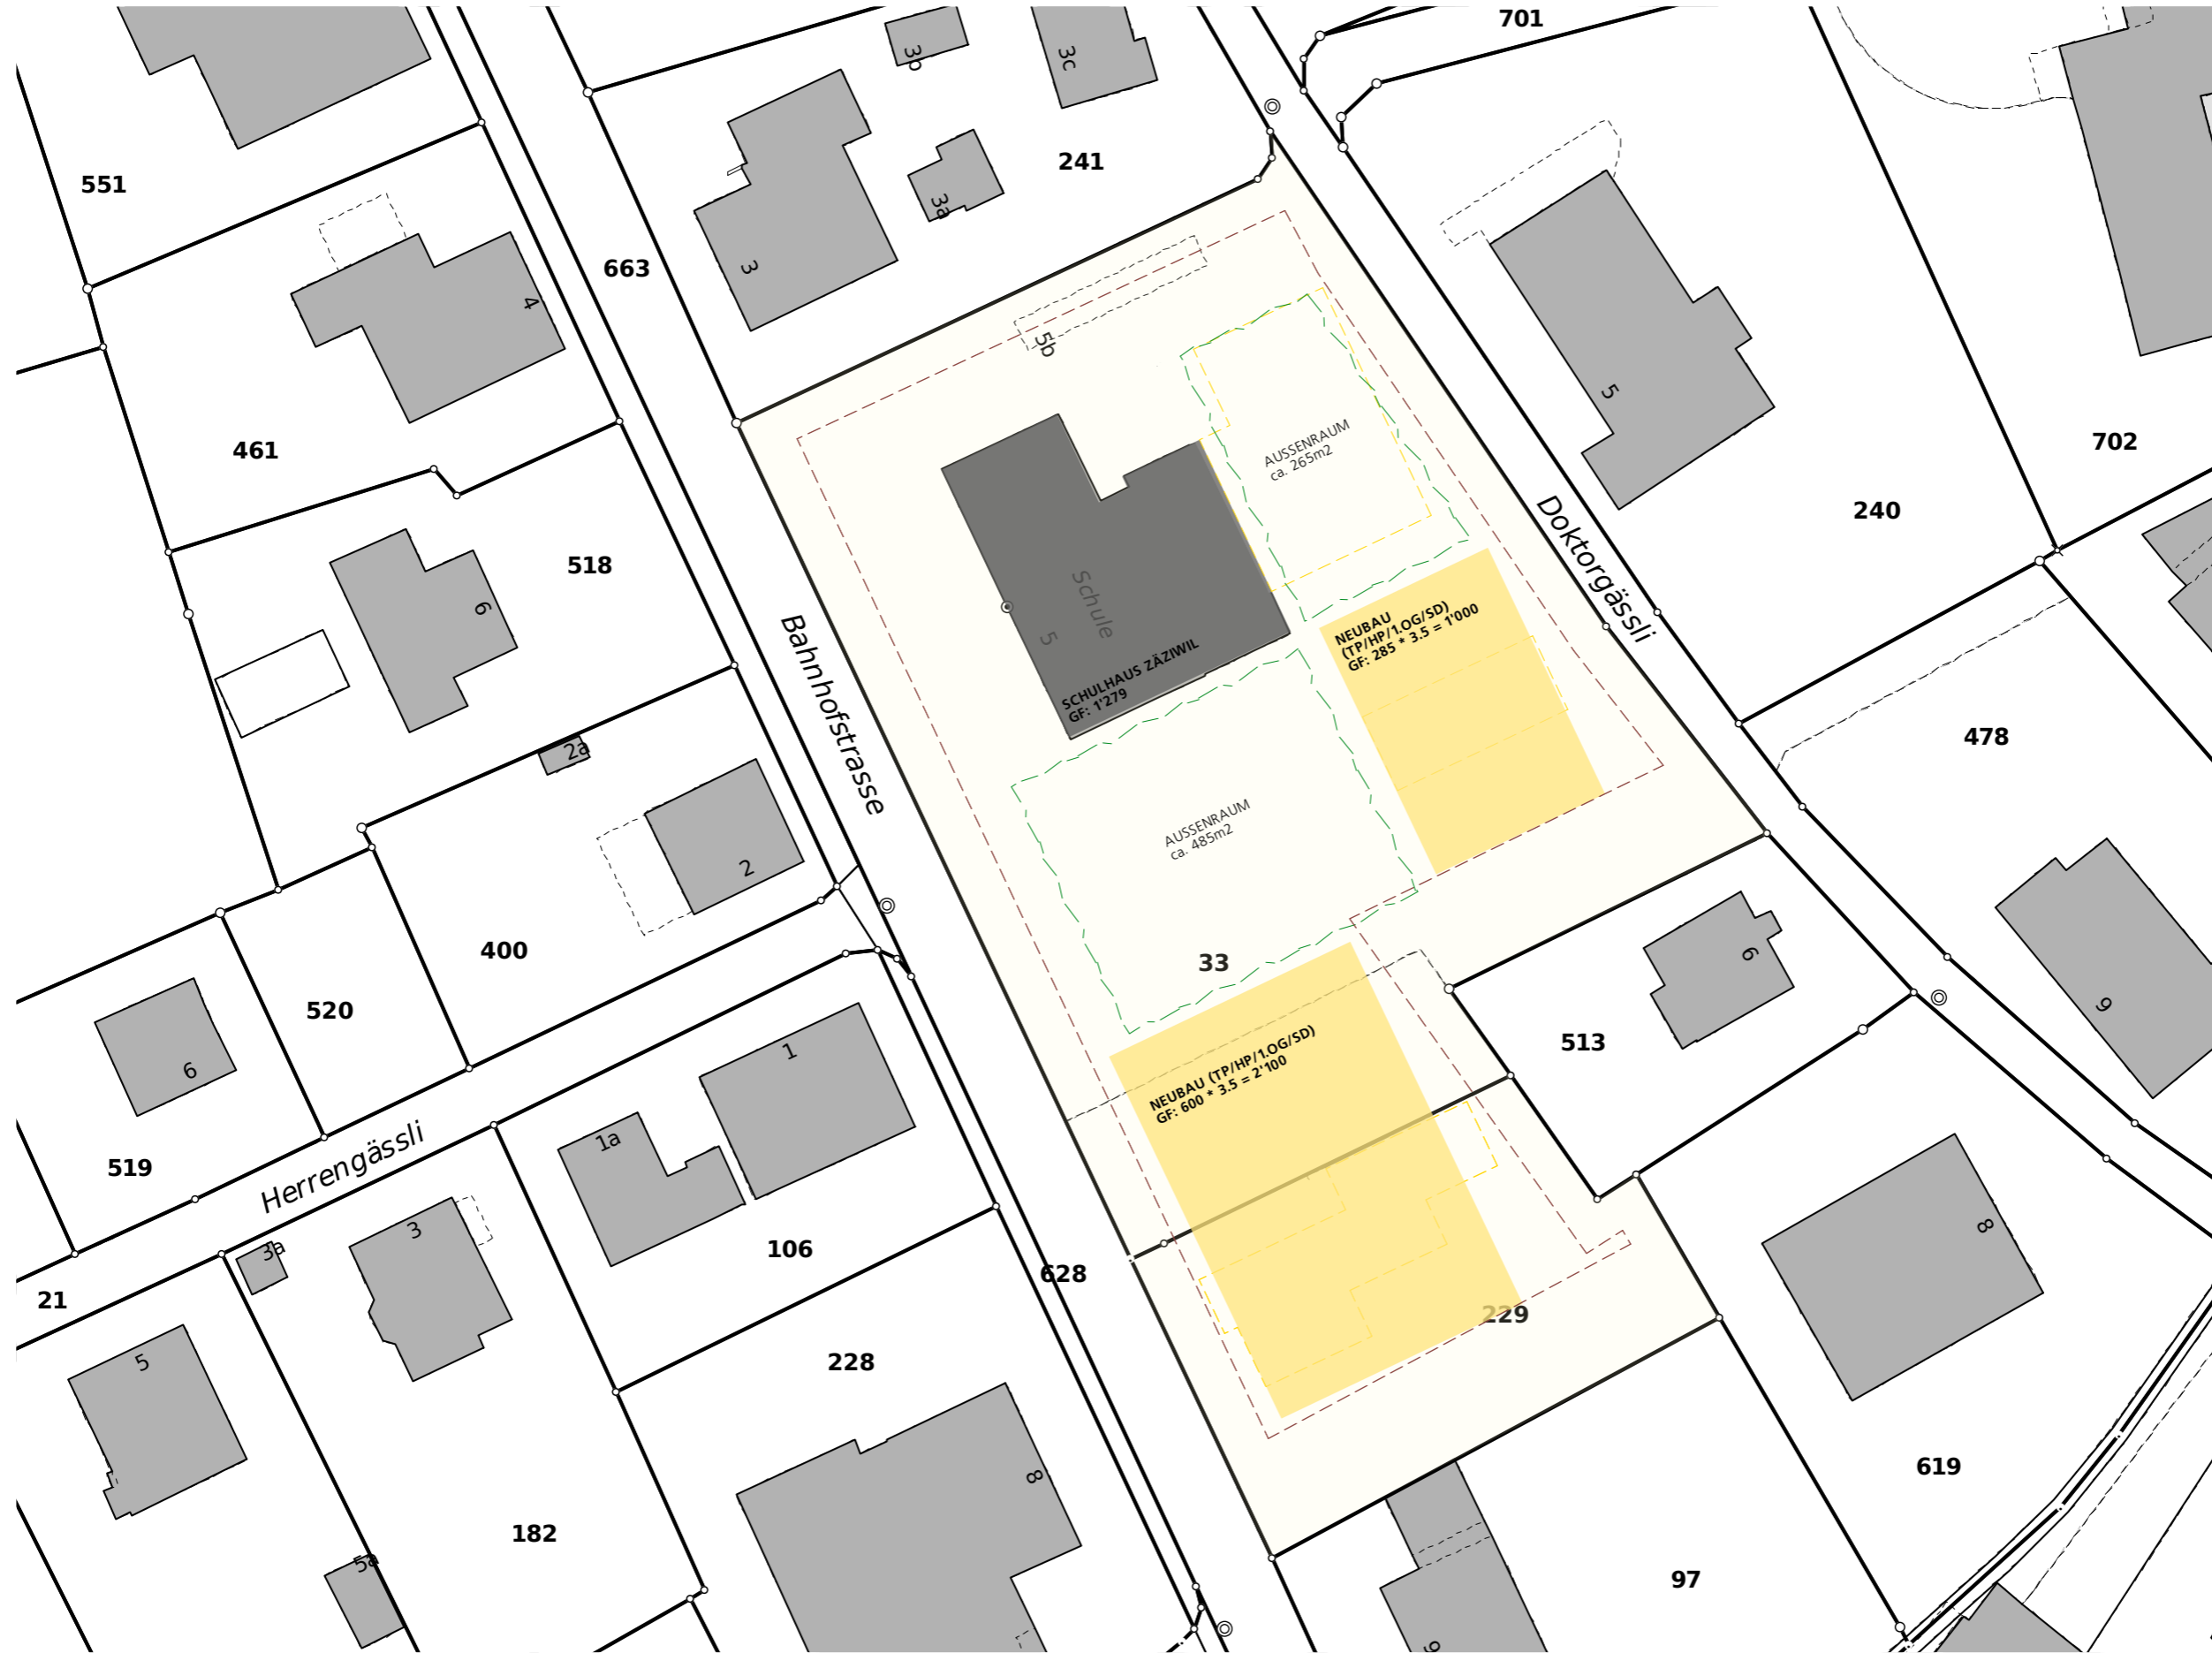 701
3b
3c
241
551
3a
663
3
4
5b
5
461
702
AUSSENRAUM
ca. 265m2
240
Doktorgässli
518
Schule
5
6
NEUBAU
(TP/HP/1.OG/SD)
GF: 285 * 3.5 = 1'000
Bahnhofstrasse
SCHULHAUS ZÄZIWIL
GF: 1'279
478
2a
AUSSENRAUM
ca. 485m2
2
400
33
6
9
520
513
6
1
NEUBAU (TP/HP/1.OG/SD)
GF: 600 * 3.5 = 2'100
1a
Herrengässli
519
3
3a
106
8
628
21
229
5
228
8
619
182
5a
97
9